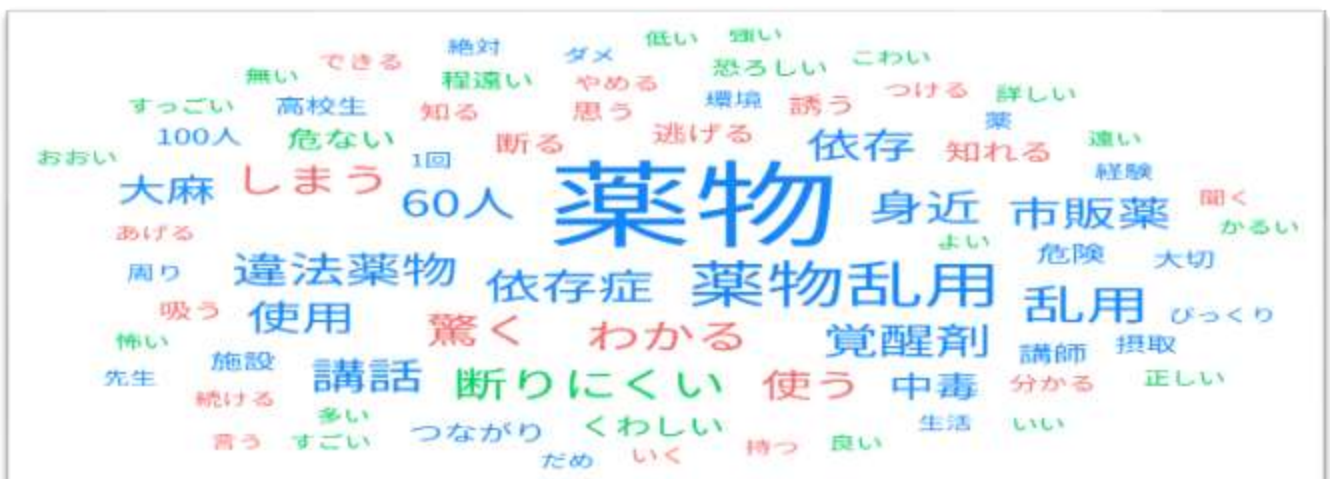 絶対 ダメ 低い 強い
無い できる 程遠い やめる 恐ろしい こわい
すっごい 高校生 知る 思う 環境 誘う つける 詳しい
100人 危ない 1回 断る 逃げる 依存 知れる 薬 遠い
おおい 大麻 しまう 60人 薬物 身近 市販薬 経験 聞く
あげる よい かるい
周り 違法薬物 依存症 薬物乱用 危険 大切
吸う 使用 驚く わかる 覚醒剤 乱用 びっくり
怖い 施設 講師 摂取
先生 講話 断りにくい 使う 中毒 分かる 正しい
続ける 多い つながり くわしい 生活 いい
言う すごい だめ いく 持つ 良い